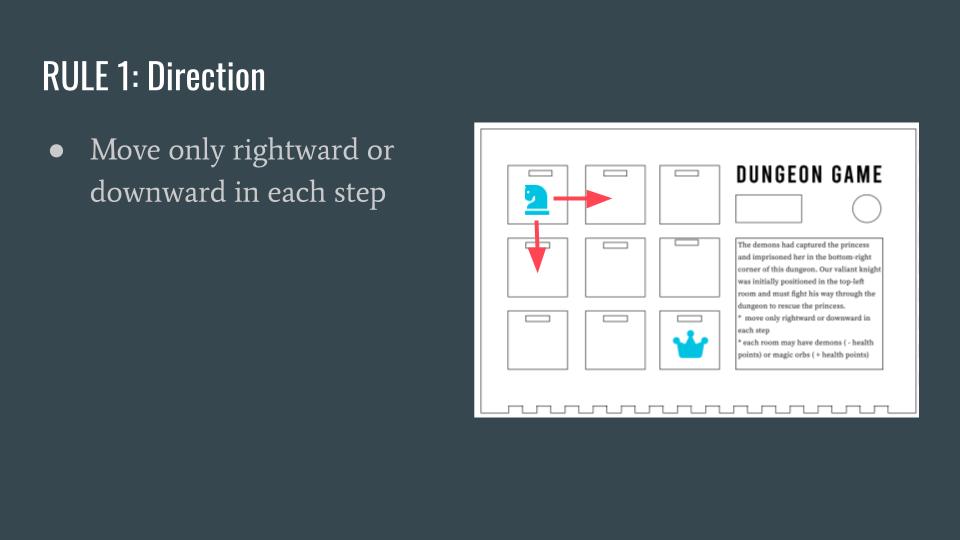 RULE 1: Direction
● Move only rightward or
downward in each step
DUNGEON GAME
The demons had captured the princess
and imprisoned her in the bottom-right
corner of this dungeon. Our valiant knight
was initially positioned in the top-left
room and must fight his way through the
dungeon to rescue the princess.
* move only rightward or downward in
each step
* each room may have demons ( - health
points) or magic orbs ( + health points)